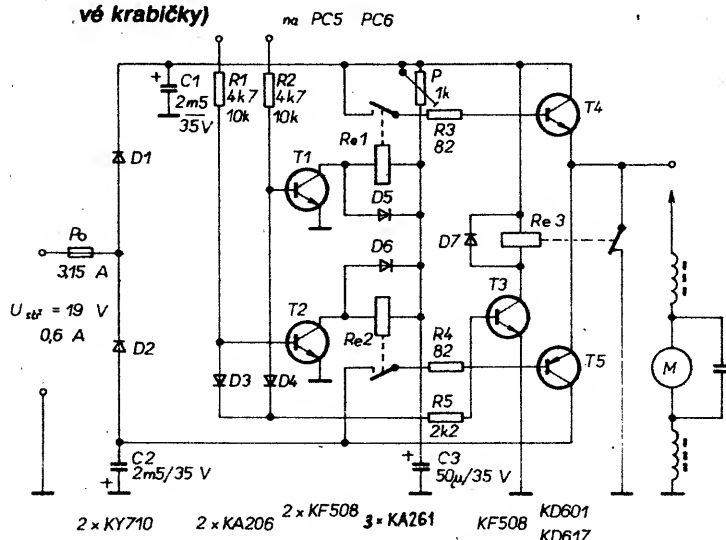 vé krabičky)
na PC5 PC6
C1
2m5
35V
R1
4k7
10k
R2
4k7
10k
P
1k
T4
R3
82
Re1
T1
D1
D5
Po
3,15 A
D6
D7
Re3
U sbř = 19 V
0,6 A
T3
T2
Re2
D2
R4
82
T5
M
D3
D4
R5
2k2
C2
2m5/35 V
C3
50µ/35 V
2 x KY710
2 x KA206
2 x KF508
3 x KA261
KF508
KD601
KD617